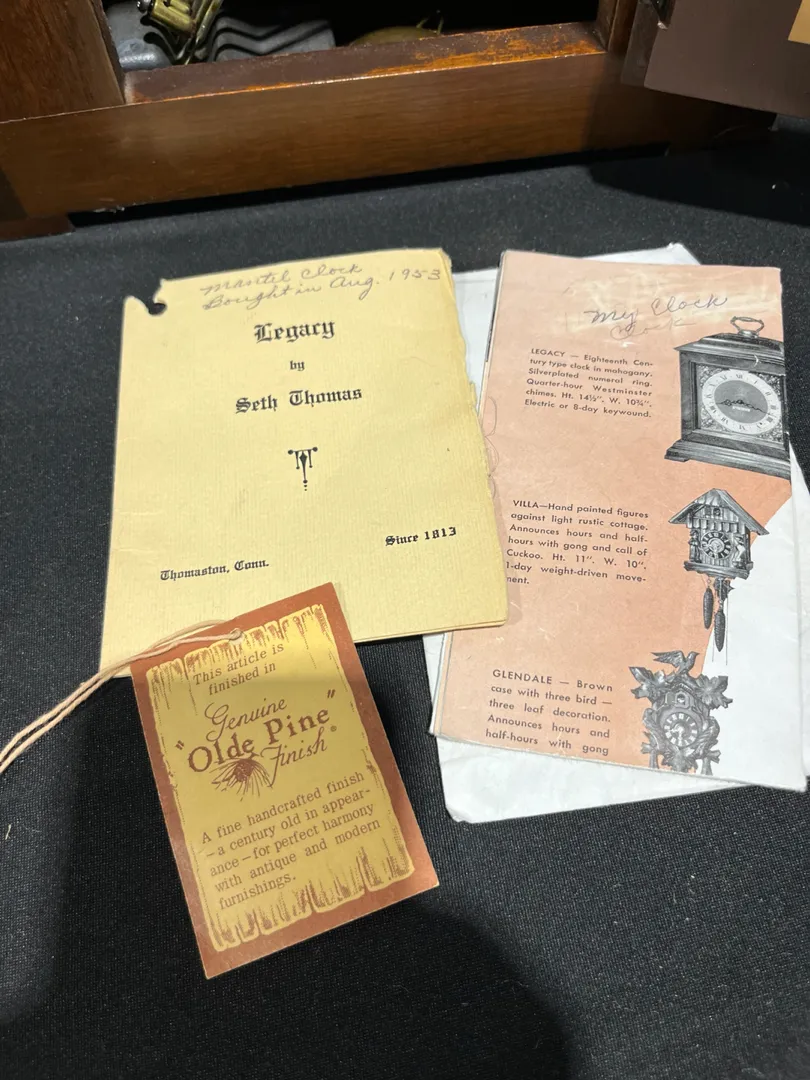 Mantel Clock
Bought in Aug. 1953
Legacy
by
Seth Thomas
Since 1813
Thomaston, Conn.
My Clock
Clock
LEGACY — Eighteenth Cen-
tury type clock in mahogany.
Silverplated numeral ring.
Quarter-hour Westminster
chimes. Ht. 14½", W. 10¾".
Electric or 8-day keywound.
VILLA—Hand painted figures
against light rustic cottage.
Announces hours and half-
hours with gong and call of
Cuckoo. Ht. 11", W. 10",
1-day weight-driven move-
ment.
GLENDALE — Brown
case with three bird —
three leaf decoration.
Announces hours and
half-hours with gong
This article is
finished in
Genuine
"Olde Pine"
Finish®
A fine handcrafted finish
—a century old in appear-
ance—for perfect harmony
with antique and modern
furnishings.